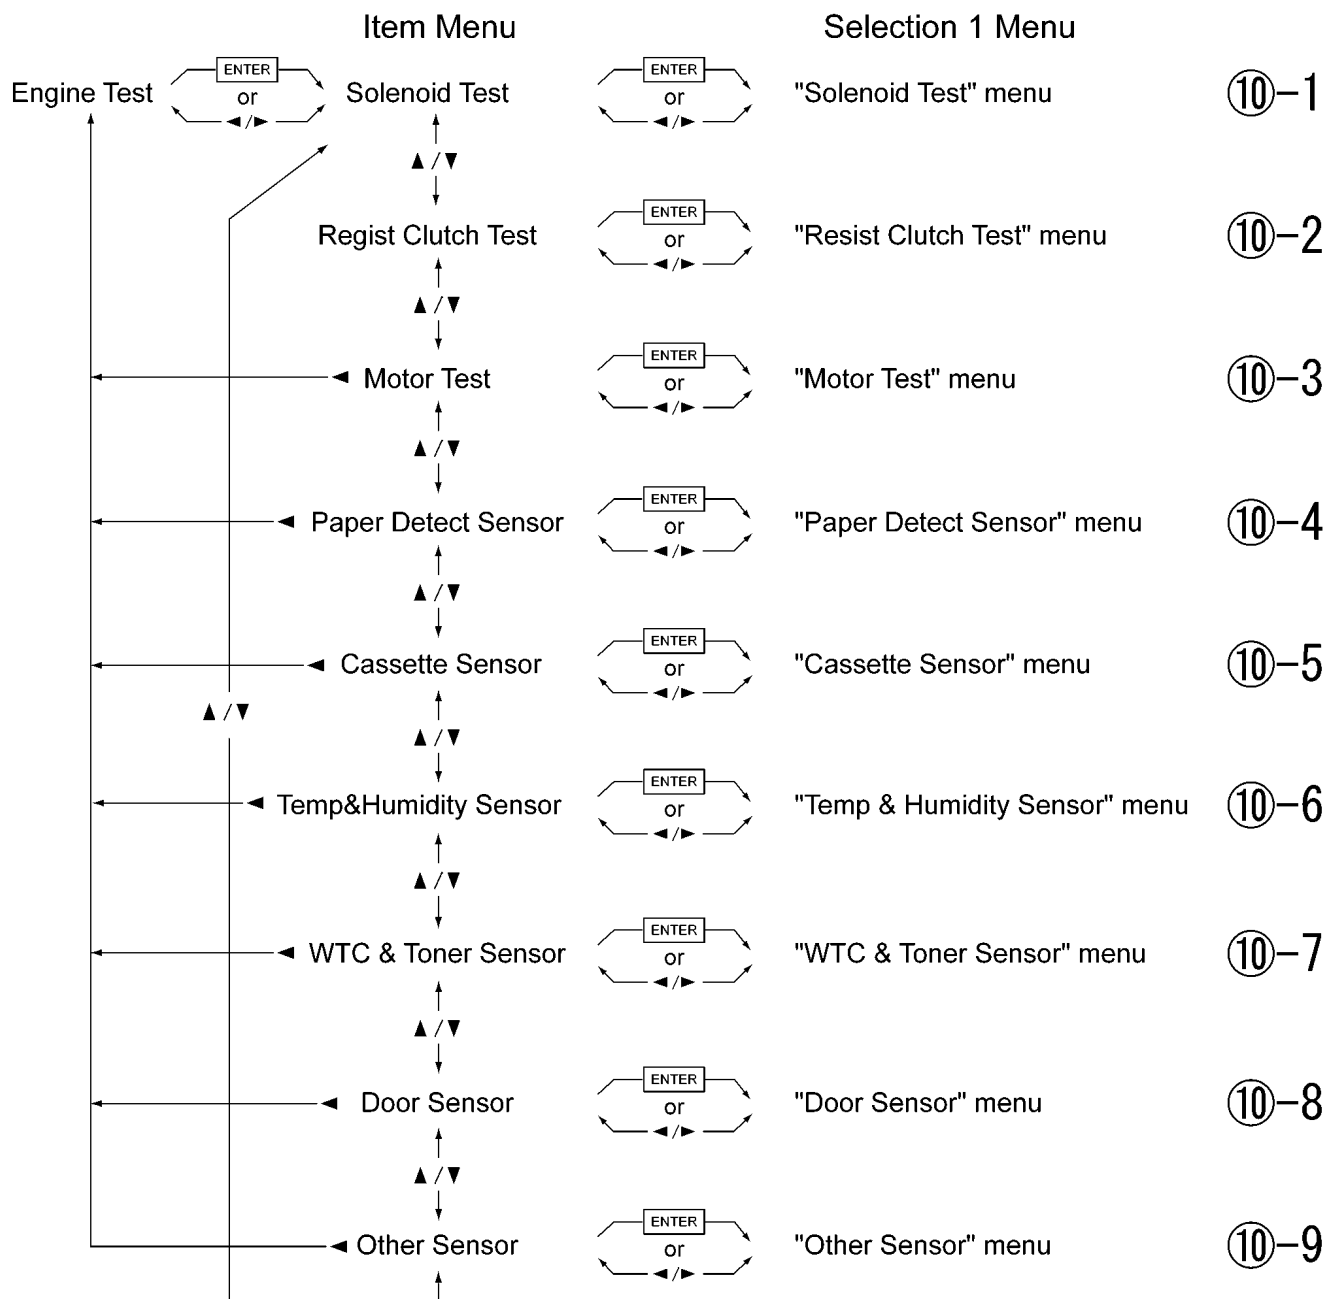 Item Menu Selection 1 Menu
ENTER ENTER
Engine Test or Solenoid Test or "Solenoid Test" menu ⑩-1
◄/► ◄/►
▲/▼
ENTER
Regist Clutch Test or "Resist Clutch Test" menu ⑩-2
◄/►
▲/▼
ENTER
◄ Motor Test or "Motor Test" menu ⑩-3
◄/►
▲/▼
ENTER
◄ Paper Detect Sensor or "Paper Detect Sensor" menu ⑩-4
◄/►
▲/▼
ENTER
◄ Cassette Sensor or "Cassette Sensor" menu ⑩-5
◄/►
▲/▼ ▲/▼
ENTER
◄ Temp&Humidity Sensor or "Temp & Humidity Sensor" menu ⑩-6
◄/►
▲/▼
ENTER
◄ WTC & Toner Sensor or "WTC & Toner Sensor" menu ⑩-7
◄/►
▲/▼
ENTER
◄ Door Sensor or "Door Sensor" menu ⑩-8
◄/►
▲/▼
ENTER
◄ Other Sensor or "Other Sensor" menu ⑩-9
◄/►